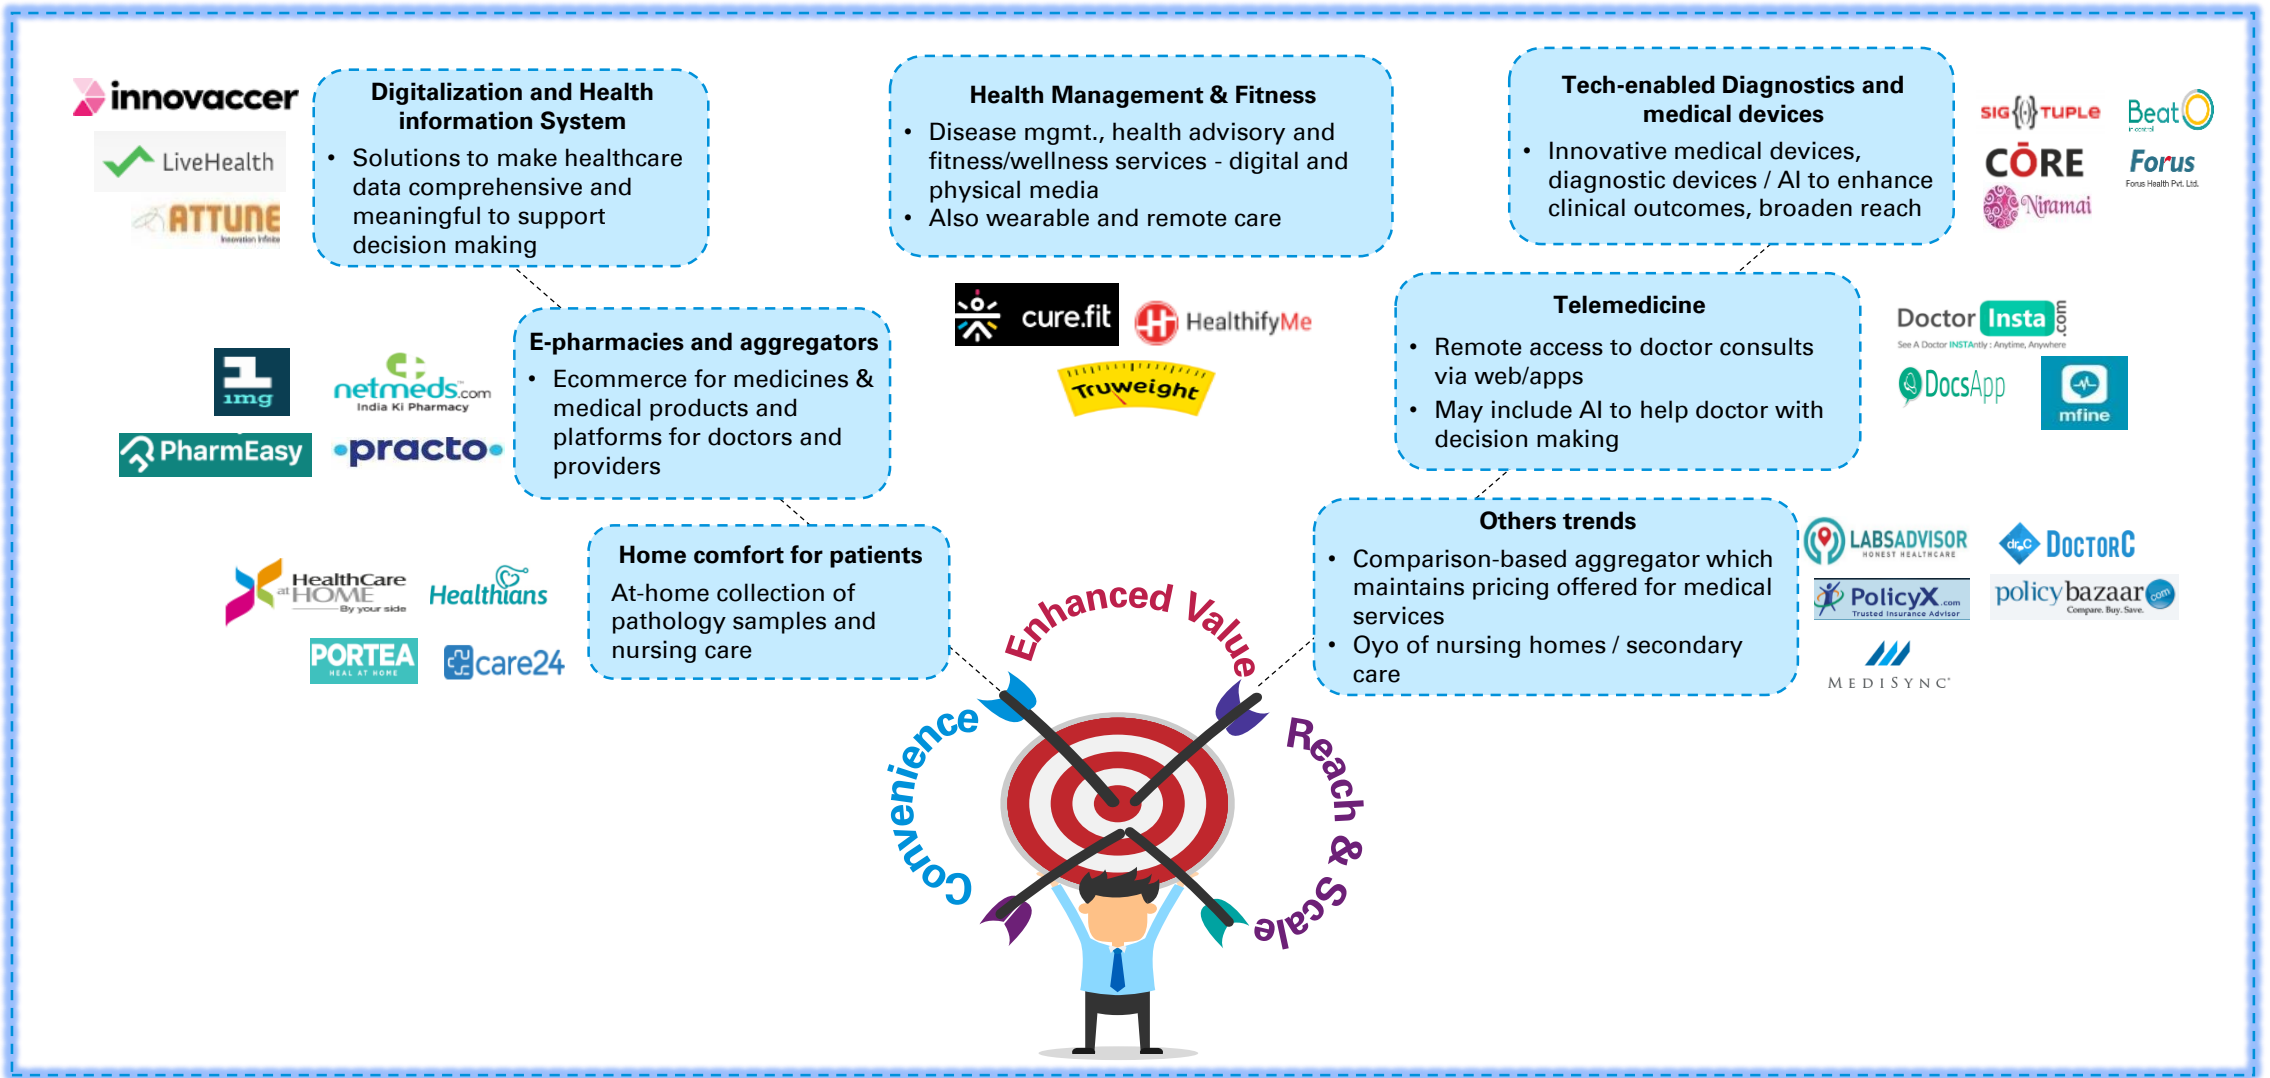 innovaccer
LiveHealth
ATTUNE
Innovation Infinite
Digitalization and Health
information System
• Solutions to make healthcare
data comprehensive and
meaningful to support
decision making
Health Management & Fitness
• Disease mgmt., health advisory and
fitness/wellness services - digital and
physical media
• Also wearable and remote care
Tech-enabled Diagnostics and
medical devices
• Innovative medical devices,
diagnostic devices / AI to enhance
clinical outcomes, broaden reach
SIGTUPLE
BeatO
in control
CŌRE
Forus
Forus Health Pvt. Ltd.
Niramai
1mg
netmeds.com
India Ki Pharmacy
PharmEasy
practo
E-pharmacies and aggregators
• Ecommerce for medicines &
medical products and
platforms for doctors and
providers
cure.fit
HealthifyMe
Truweight
Telemedicine
• Remote access to doctor consults
via web/apps
• May include AI to help doctor with
decision making
Doctor Insta .com
See A Doctor INSTAntly : Anytime, Anywhere
DocsApp
mfine
HealthCare
at HOME
By your side
Healthians
PORTEA
HEAL AT HOME
care24
Home comfort for patients
At-home collection of
pathology samples and
nursing care
Others trends
• Comparison-based aggregator which
maintains pricing offered for medical
services
• Oyo of nursing homes / secondary
care
LABSADVISOR
HONEST HEALTHCARE
drC DOCTORC
PolicyX.com
Trusted Insurance Advisor
policybazaar.com
Compare. Buy. Save.
MEDISYNC
Enhanced Value
Convenience
Reach & Scale